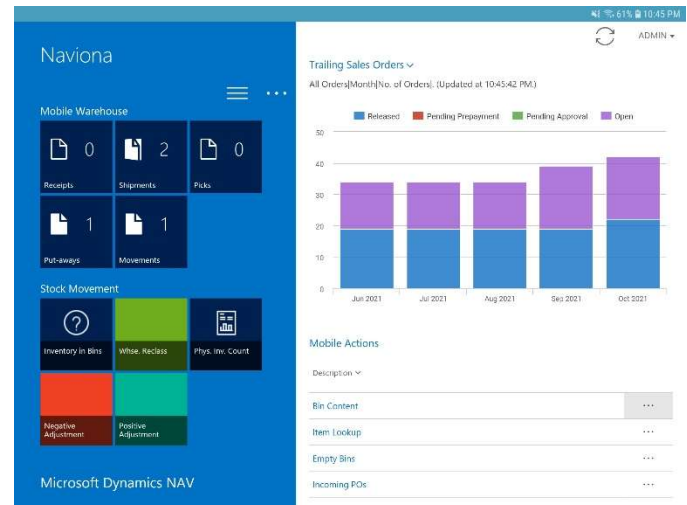 61% 10:45 PM
ADMIN
Naviona
Mobile Warehouse
0
Receipts
2
Shipments
0
Picks
1
Put-aways
1
Movements
Stock Movement
Inventory in Bins
Whse. Reclass
Phys. Inv. Count
Negative
Adjustment
Positive
Adjustment
Microsoft Dynamics NAV
Trailing Sales Orders
All Orders|Month|No. of Orders|. (Updated at 10:45:42 PM.)
Released Pending Prepayment Pending Approval Open
50
40
30
20
10
0
Jun 2021 Jul 2021 Aug 2021 Sep 2021 Oct 2021
Mobile Actions
Description
Bin Content
Item Lookup
Empty Bins
Incoming POs